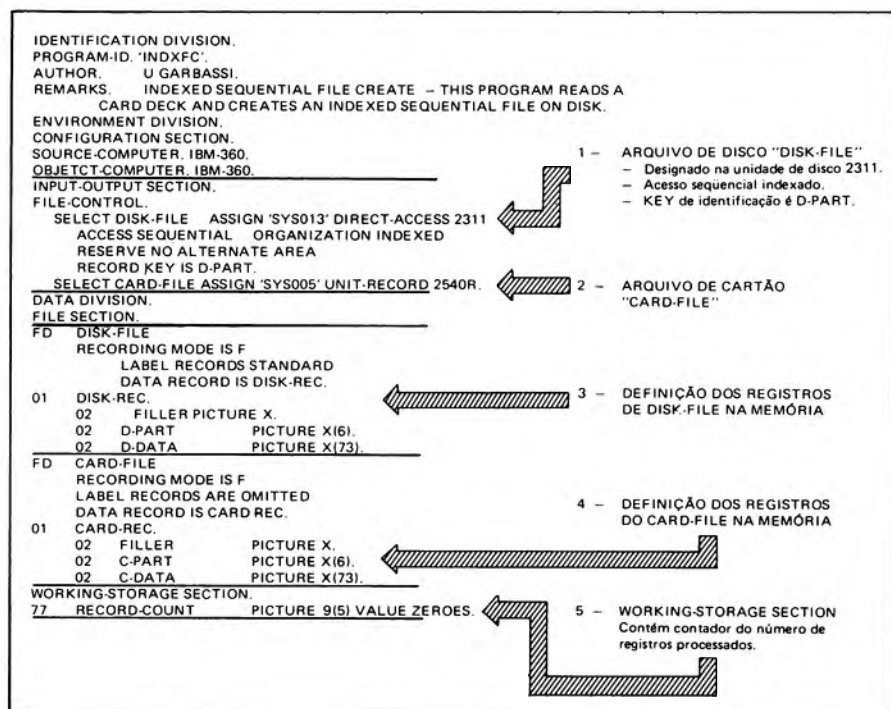 IDENTIFICATION DIVISION.
PROGRAM-ID. 'INDXFC'.
AUTHOR. U GARBASSI.
REMARKS. INDEXED SEQUENTIAL FILE CREATE – THIS PROGRAM READS A
CARD DECK AND CREATES AN INDEXED SEQUENTIAL FILE ON DISK.
ENVIRONMENT DIVISION.
CONFIGURATION SECTION.
SOURCE-COMPUTER. IBM-360.
OBJETCT-COMPUTER. IBM-360.
INPUT-OUTPUT SECTION.
FILE-CONTROL.
SELECT DISK-FILE ASSIGN 'SYS013' DIRECT-ACCESS 2311
ACCESS SEQUENTIAL ORGANIZATION INDEXED
RESERVE NO ALTERNATE AREA
RECORD KEY IS D-PART.
SELECT CARD-FILE ASSIGN 'SYS005' UNIT-RECORD 2540R.
DATA DIVISION.
FILE SECTION.
FD DISK-FILE
RECORDING MODE IS F
LABEL RECORDS STANDARD
DATA RECORD IS DISK-REC.
01 DISK-REC.
02 FILLER PICTURE X.
02 D-PART PICTURE X(6).
02 D-DATA PICTURE X(73).
FD CARD-FILE
RECORDING MODE IS F
LABEL RECORDS ARE OMITTED
DATA RECORD IS CARD REC.
01 CARD-REC.
02 FILLER PICTURE X.
02 C-PART PICTURE X(6).
02 C-DATA PICTURE X(73).
WORKING-STORAGE SECTION.
77 RECORD-COUNT PICTURE 9(5) VALUE ZEROES.
1 – ARQUIVO DE DISCO "DISK-FILE"
– Designado na unidade de disco 2311.
– Acesso seqüencial indexado.
– KEY de identificação é D-PART.
2 – ARQUIVO DE CARTÃO
"CARD-FILE"
3 – DEFINIÇÃO DOS REGISTROS
DE DISK-FILE NA MEMÓRIA
4 – DEFINIÇÃO DOS REGISTROS
DO CARD-FILE NA MEMÓRIA
5 – WORKING-STORAGE SECTION
Contém contador do número de
registros processados.